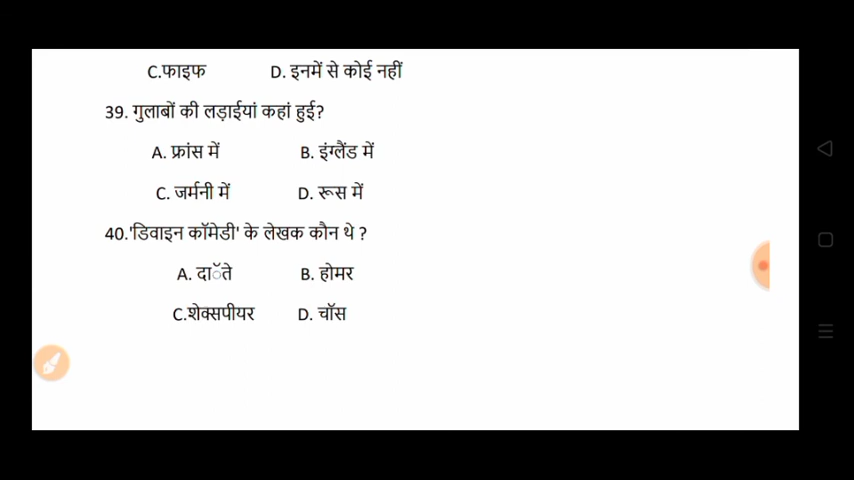 C.फाइफ D. इनमें से कोई नहीं
39. गुलाबों की लड़ाईयां कहां हुई?
A. फ्रांस में B. इंग्लैंड में
C. जर्मनी में D. रूस में
40.'डिवाइन कॉमेडी' के लेखक कौन थे ?
A. दाॅते B. होमर
C.शेक्सपीयर D. चॉस